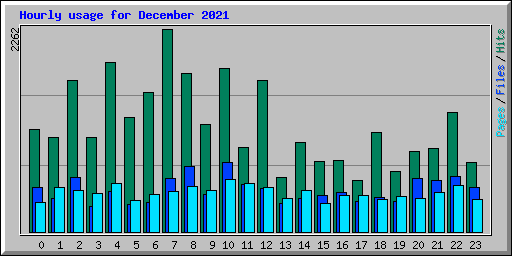 Hourly usage for December 2021
2262
Pages / Files / Hits
0 1 2 3 4 5 6 7 8 9 10 11 12 13 14 15 16 17 18 19 20 21 22 23